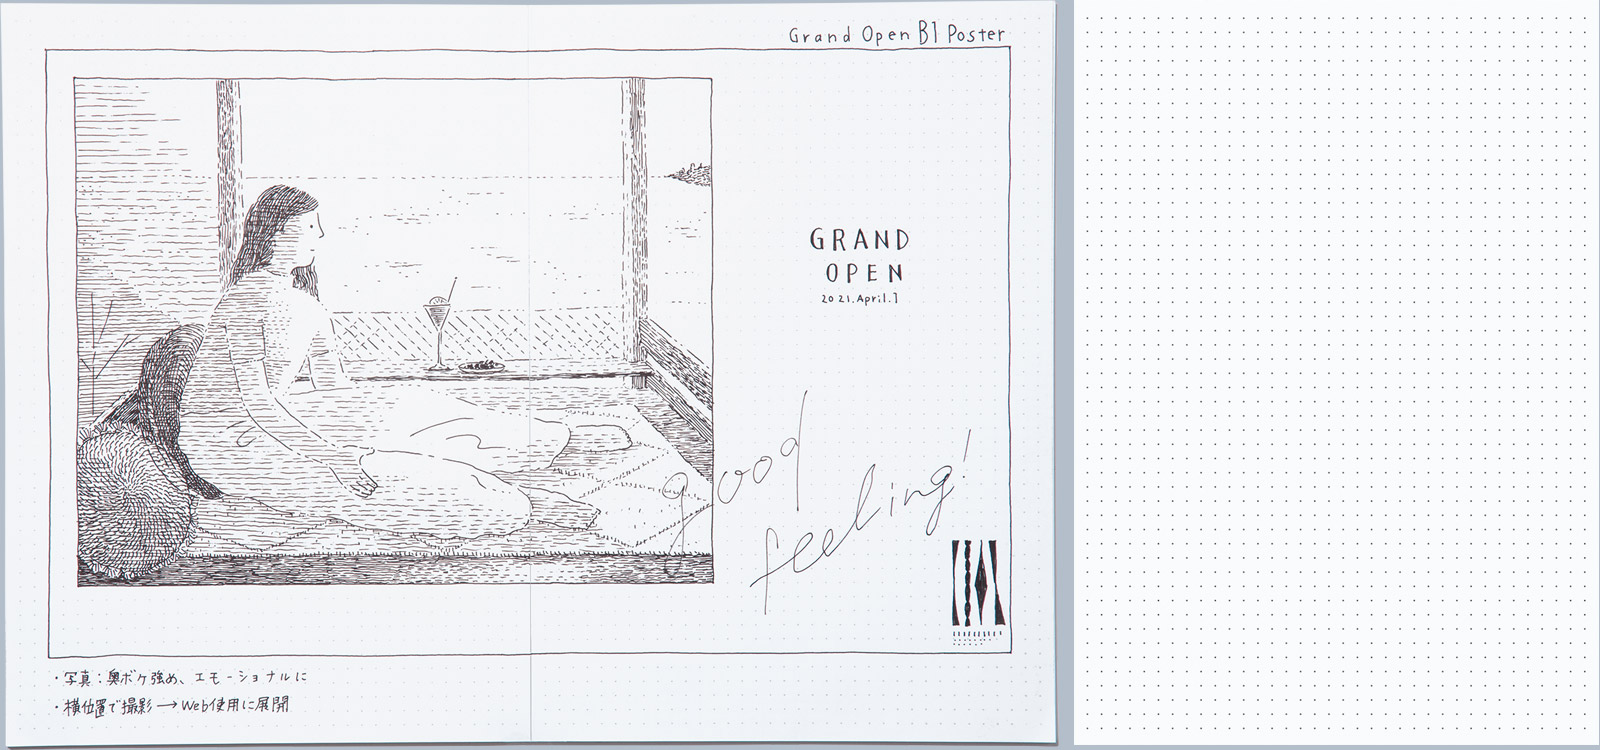 Grand Open B1 Poster
GRAND
OPEN
2021.April.1
good
feeling!
・写真：奥ボケ強め、エモーショナルに
・横位置で撮影→Web使用に展開